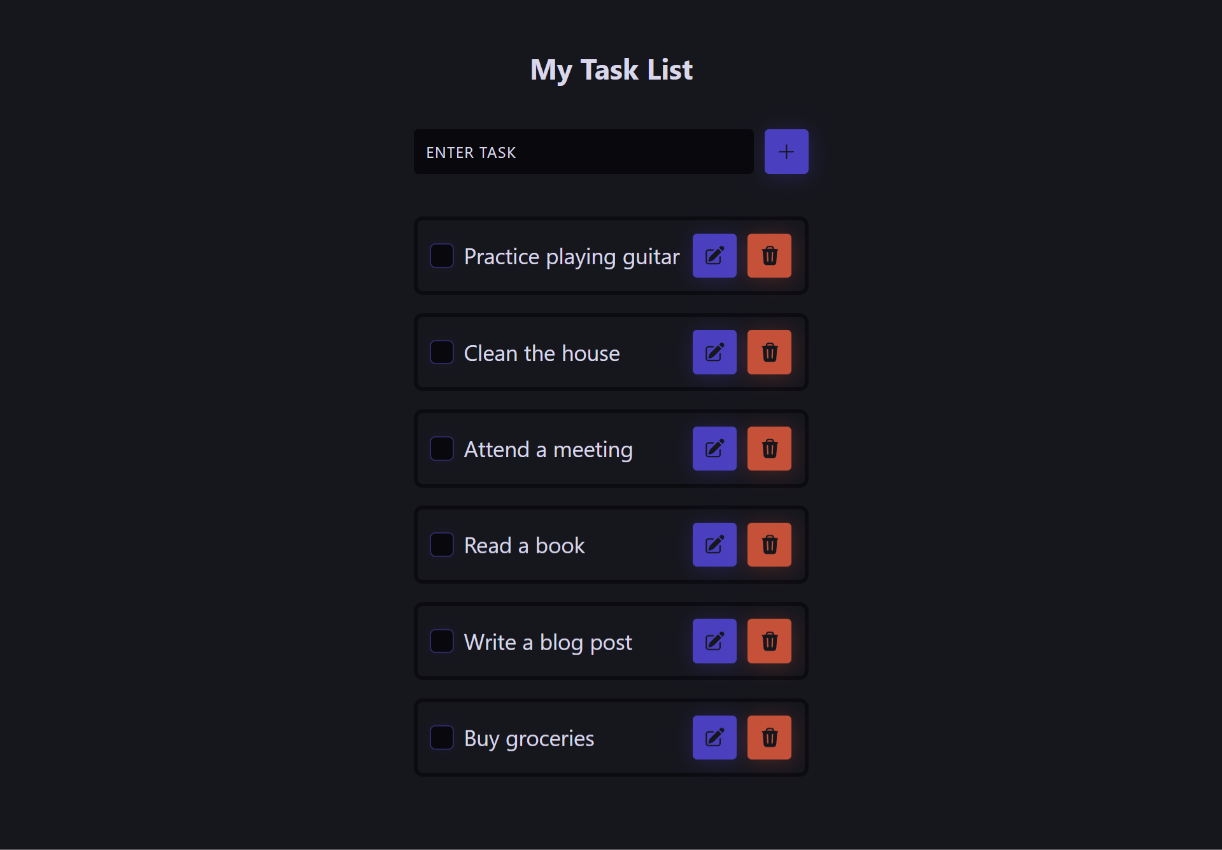 My Task List
ENTER TASK
Practice playing guitar
Clean the house
Attend a meeting
Read a book
Write a blog post
Buy groceries